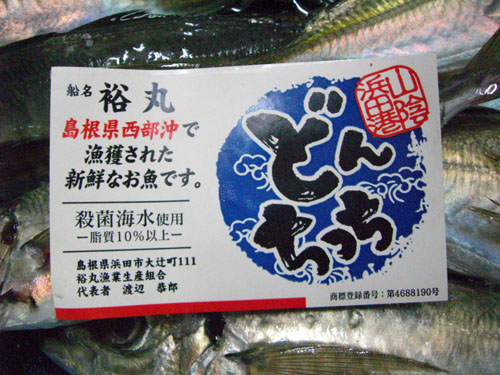 船名 裕丸
島根県西部沖で
漁獲された
新鮮なお魚です。
殺菌海水使用
ー脂質10%以上ー
島根県浜田市大辻町111
裕丸漁業生産組合
代表者 渡辺 恭郎
山陰
浜田港
どん
ちっち
商標登録番号:第4688190号